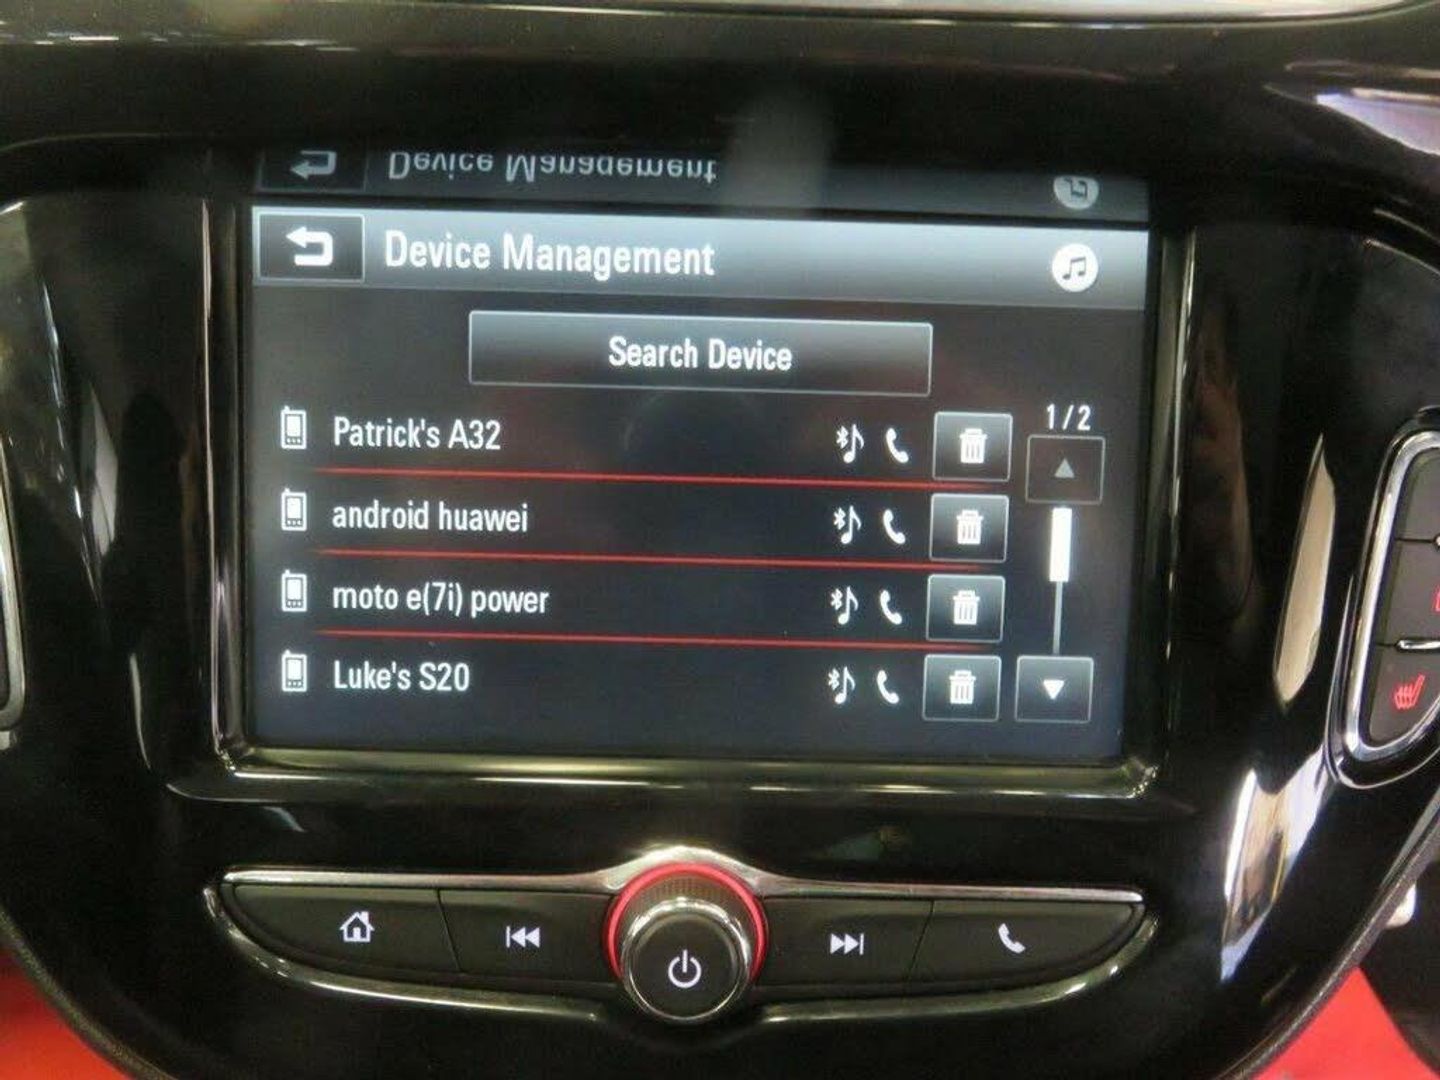 Device Management
Device Management
Search Device
1/2
Patrick's A32
android huawei
moto e(7i) power
Luke's S20